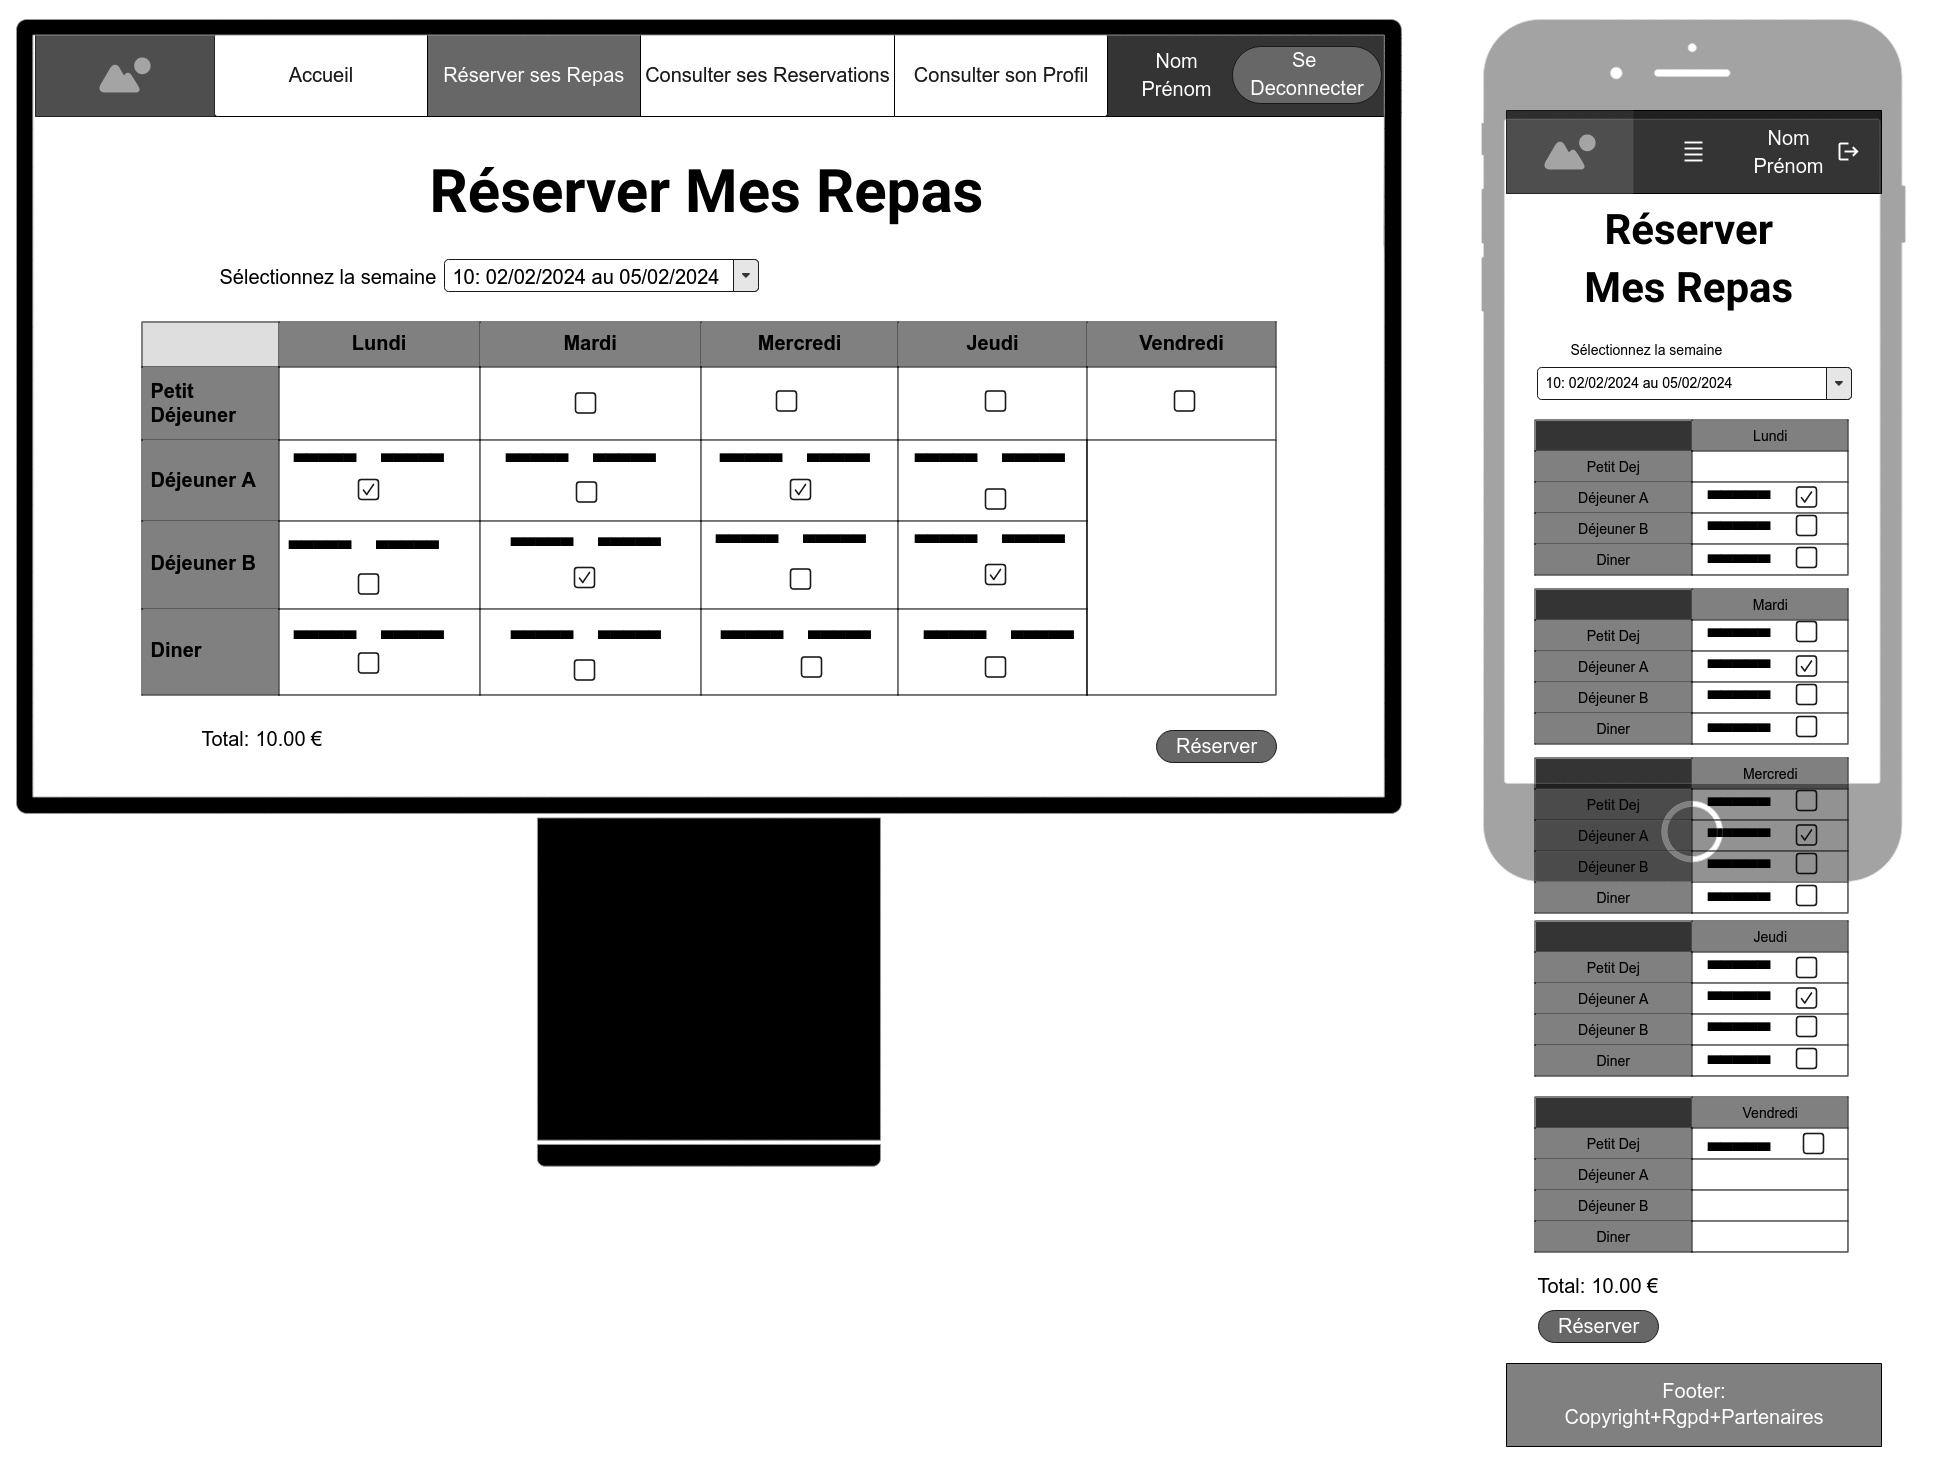 Accueil
Réserver ses Repas
Consulter ses Reservations
Consulter son Profil
Nom
Prénom
Se
Deconnecter
Réserver Mes Repas
Sélectionnez la semaine
10: 02/02/2024 au 05/02/2024
Lundi
Mardi
Mercredi
Jeudi
Vendredi
Petit
Déjeuner
Déjeuner A
Déjeuner B
Diner
Total: 10.00 €
Réserver
Nom
Prénom
Réserver
Mes Repas
Sélectionnez la semaine
10: 02/02/2024 au 05/02/2024
Lundi
Petit Dej
Déjeuner A
Déjeuner B
Diner
Mardi
Petit Dej
Déjeuner A
Déjeuner B
Diner
Mercredi
Petit Dej
Déjeuner A
Déjeuner B
Diner
Jeudi
Petit Dej
Déjeuner A
Déjeuner B
Diner
Vendredi
Petit Dej
Déjeuner A
Déjeuner B
Diner
Total: 10.00 €
Réserver
Footer:
Copyright+Rgpd+Partenaires